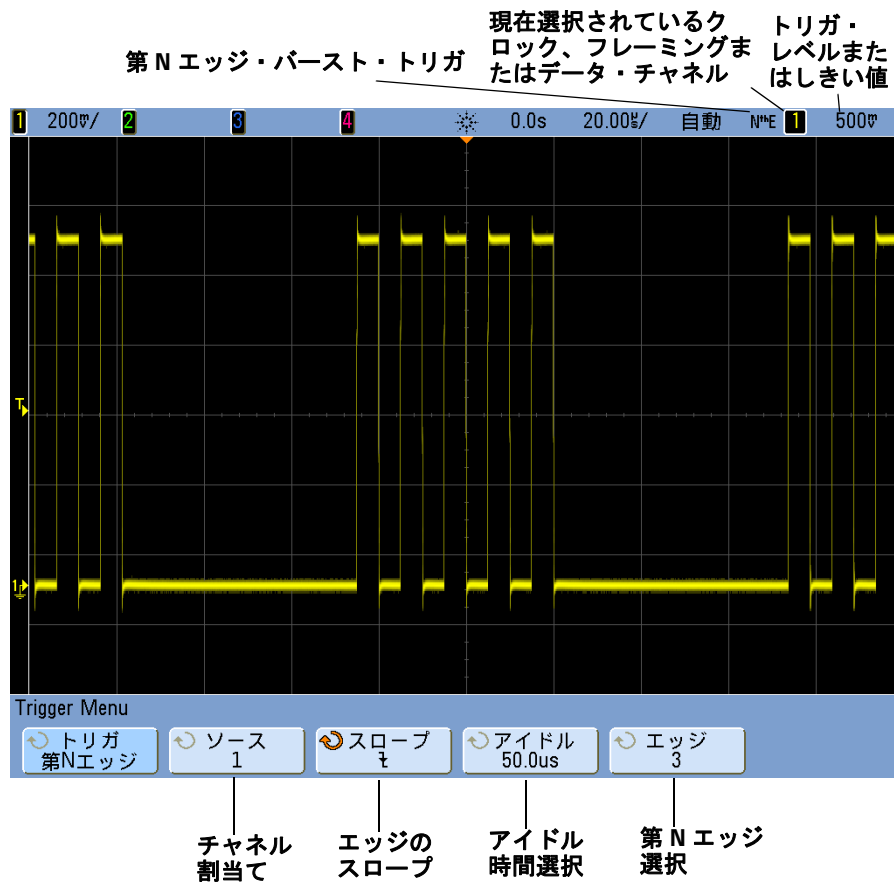 第 N エッジ・バースト・トリガ
現在選択されているク
ロック、フレーミングま
たはデータ・チャネル
トリガ・
レベルまた
はしきい値
1 200mV/ 2 3 4 0.0s 20.00us/ 自動 NthE 1 500mV
T
1
Trigger Menu
トリガ
第Nエッジ
ソース
1
スロープ
アイドル
50.0us
エッジ
3
チャネル
割当て
エッジの
スロープ
アイドル
時間選択
第 N エッジ
選択